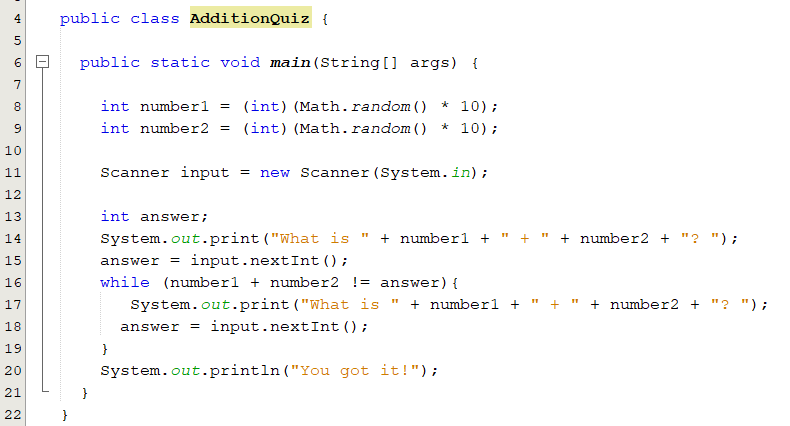 4 public class AdditionQuiz {
5
6 public static void main(String[] args) {
7
8 int number1 = (int)(Math.random() * 10);
9 int number2 = (int)(Math.random() * 10);
10
11 Scanner input = new Scanner(System.in);
12
13 int answer;
14 System.out.print("What is " + number1 + " + " + number2 + "? ");
15 answer = input.nextInt();
16 while (number1 + number2 != answer){
17 System.out.print("What is " + number1 + " + " + number2 + "? ");
18 answer = input.nextInt();
19 }
20 System.out.println("You got it!");
21 }
22 }